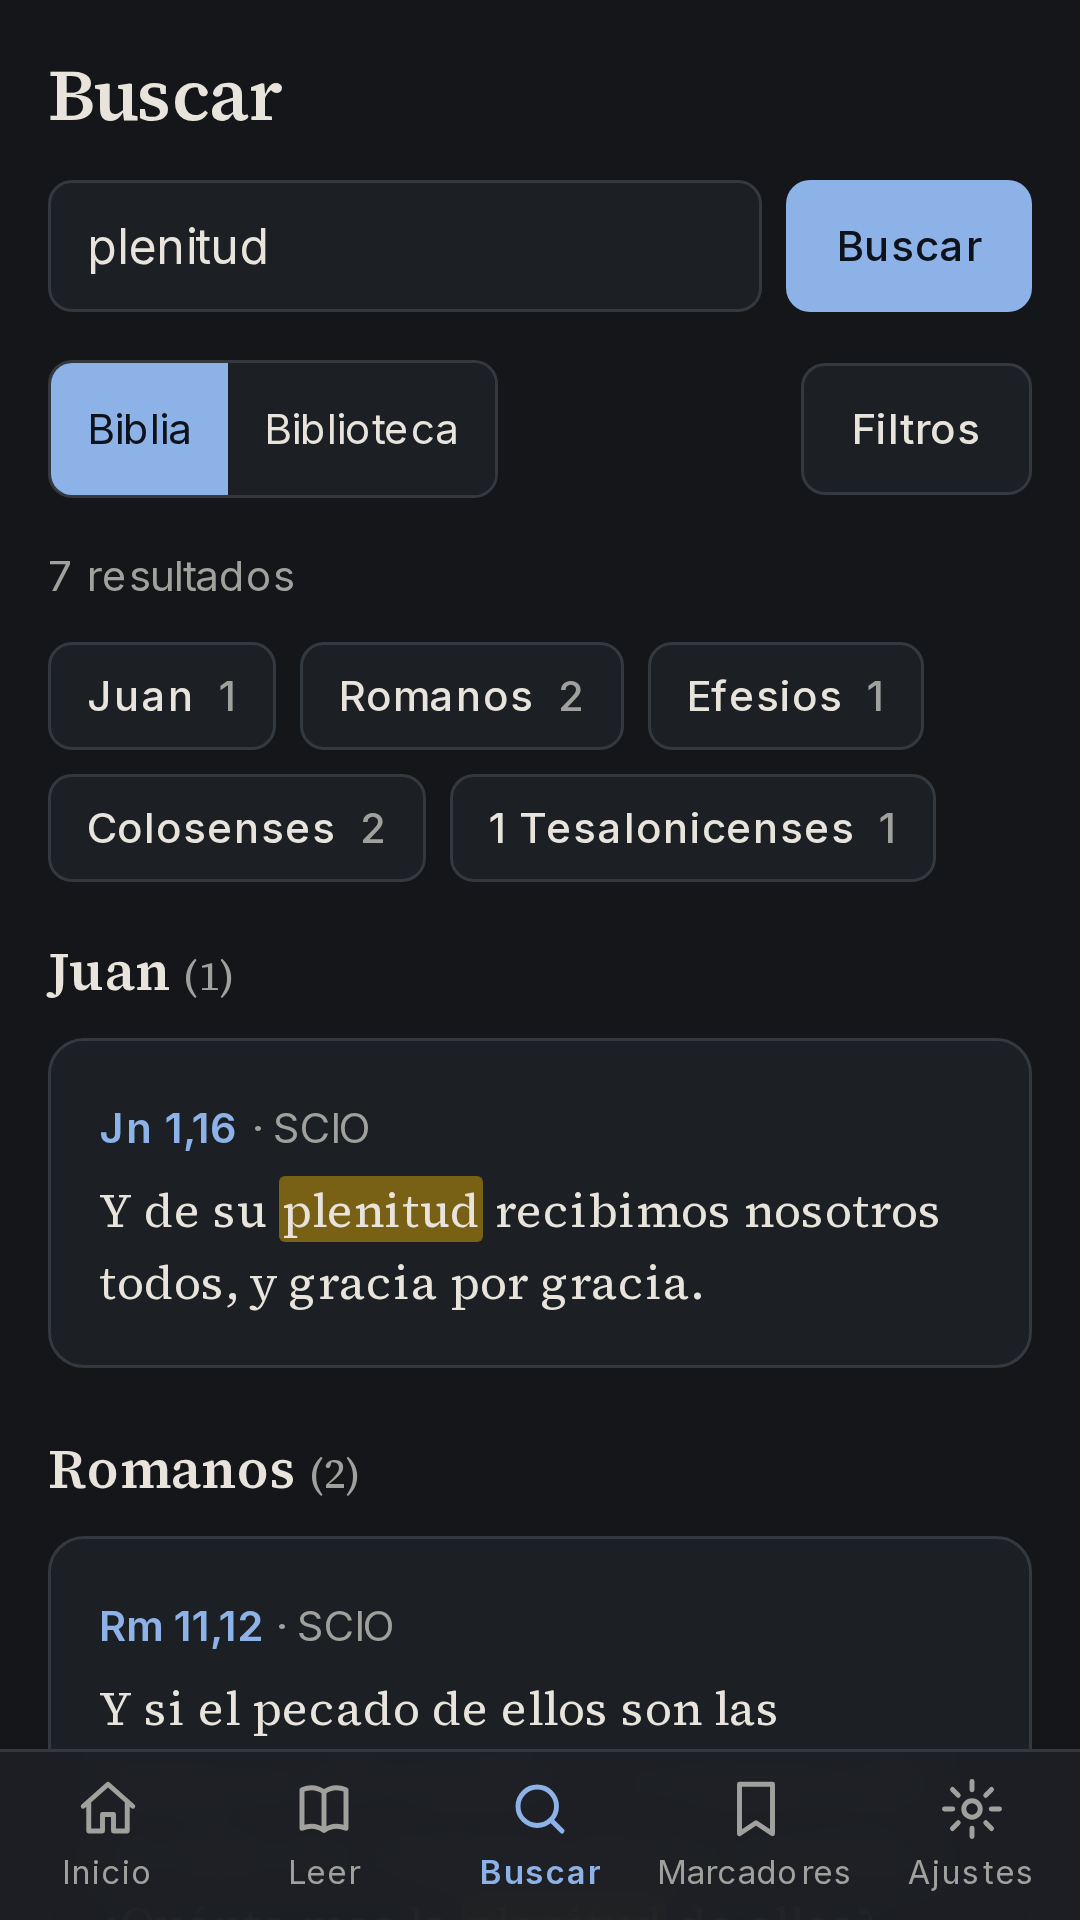 Buscar
plenitud
Buscar
Biblia
Biblioteca
Filtros
7 resultados
Juan 1
Romanos 2
Efesios 1
Colosenses 2
1 Tesalonicenses 1
Juan (1)
Jn 1,16 · SCIO
Y de su plenitud recibimos nosotros
todos, y gracia por gracia.
Romanos (2)
Rm 11,12 · SCIO
Y si el pecado de ellos son las
Inicio
Leer
Buscar
Marcadores
Ajustes